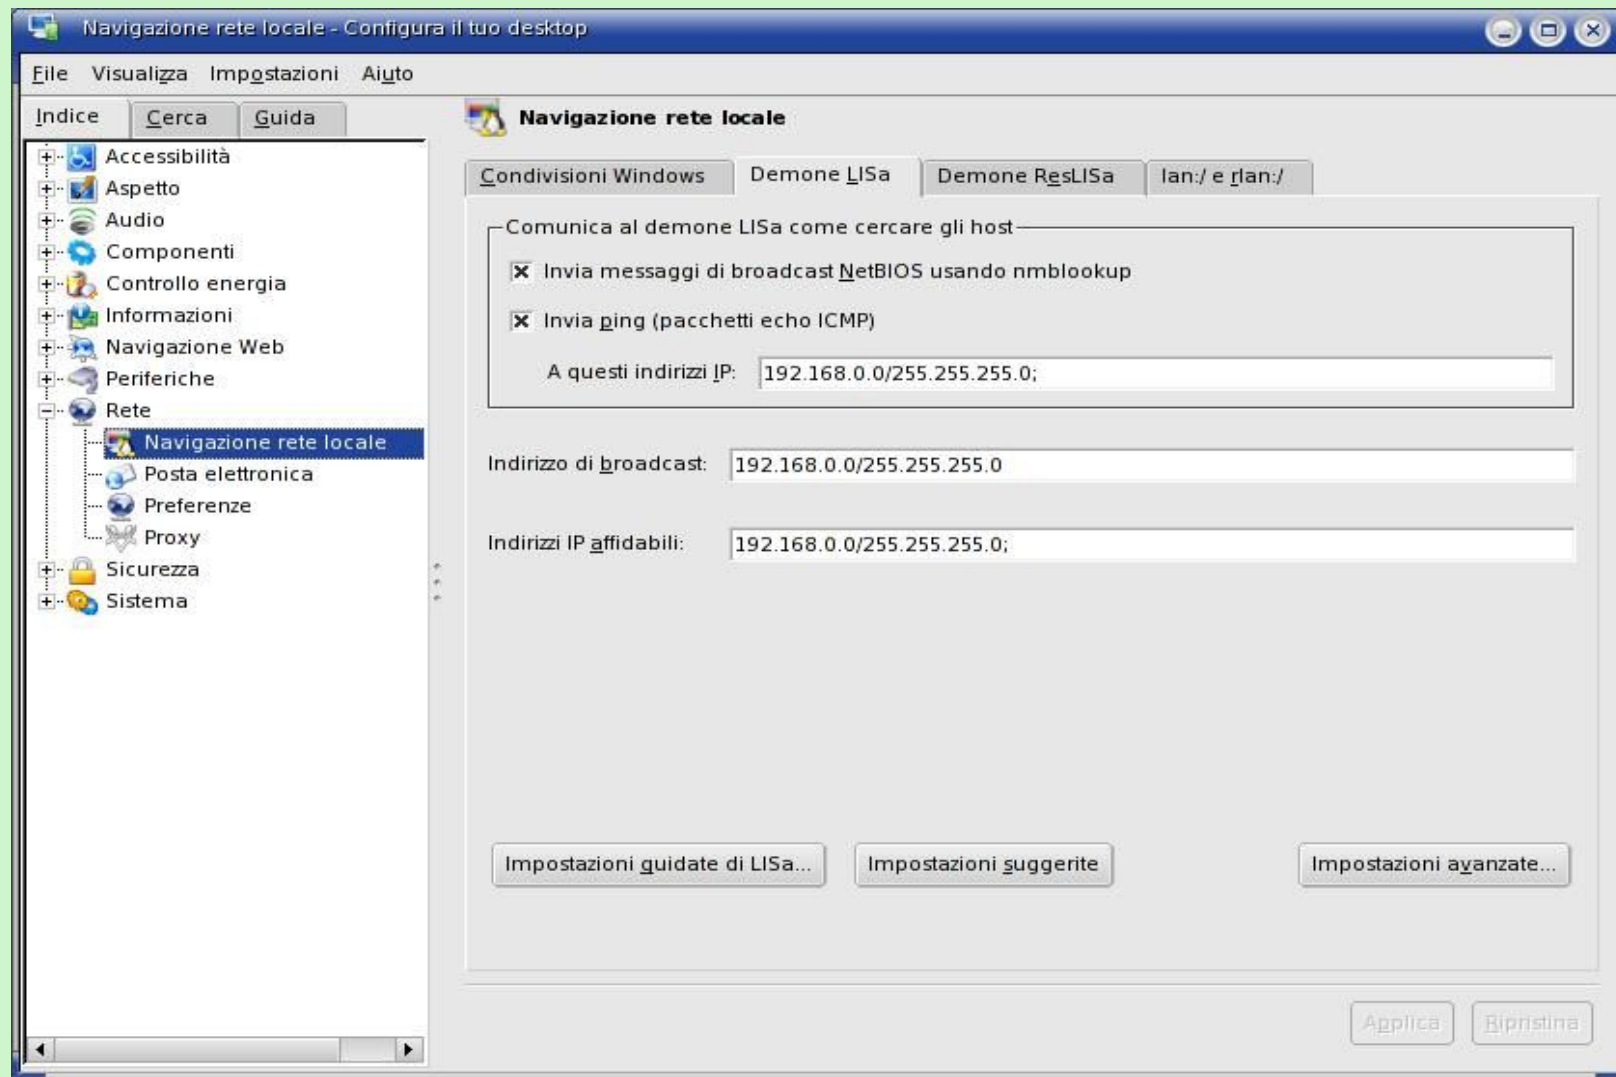 Navigazione rete locale - Configura il tuo desktop
File Visualizza Impostazioni Aiuto
Indice Cerca Guida
Accessibilità
Aspetto
Audio
Componenti
Controllo energia
Informazioni
Navigazione Web
Periferiche
Rete
Navigazione rete locale
Posta elettronica
Preferenze
Proxy
Sicurezza
Sistema
Navigazione rete locale
Condivisioni Windows Demone LISa Demone ResLISa lan:/ e rlan:/
Comunica al demone LISa come cercare gli host
Invia messaggi di broadcast NetBIOS usando nmblookup
Invia ping (pacchetti echo ICMP)
A questi indirizzi IP: 192.168.0.0/255.255.255.0;
Indirizzo di broadcast: 192.168.0.0/255.255.255.0
Indirizzi IP affidabili: 192.168.0.0/255.255.255.0;
Impostazioni guidate di LISa... Impostazioni suggerite Impostazioni avanzate...
Applica Ripristina